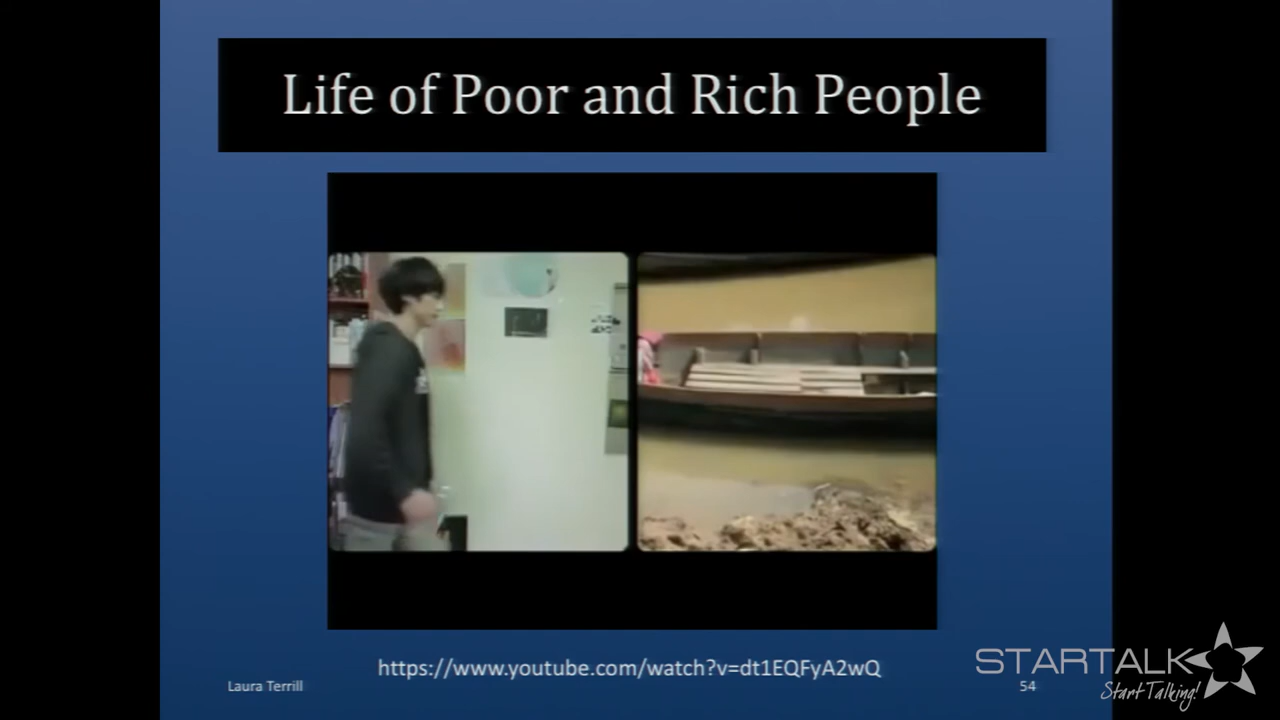 Life of Poor and Rich People
https://www.youtube.com/watch?v=dt1EQFyA2wQ
Laura Terrill
54
STARTALK
Start Talking!